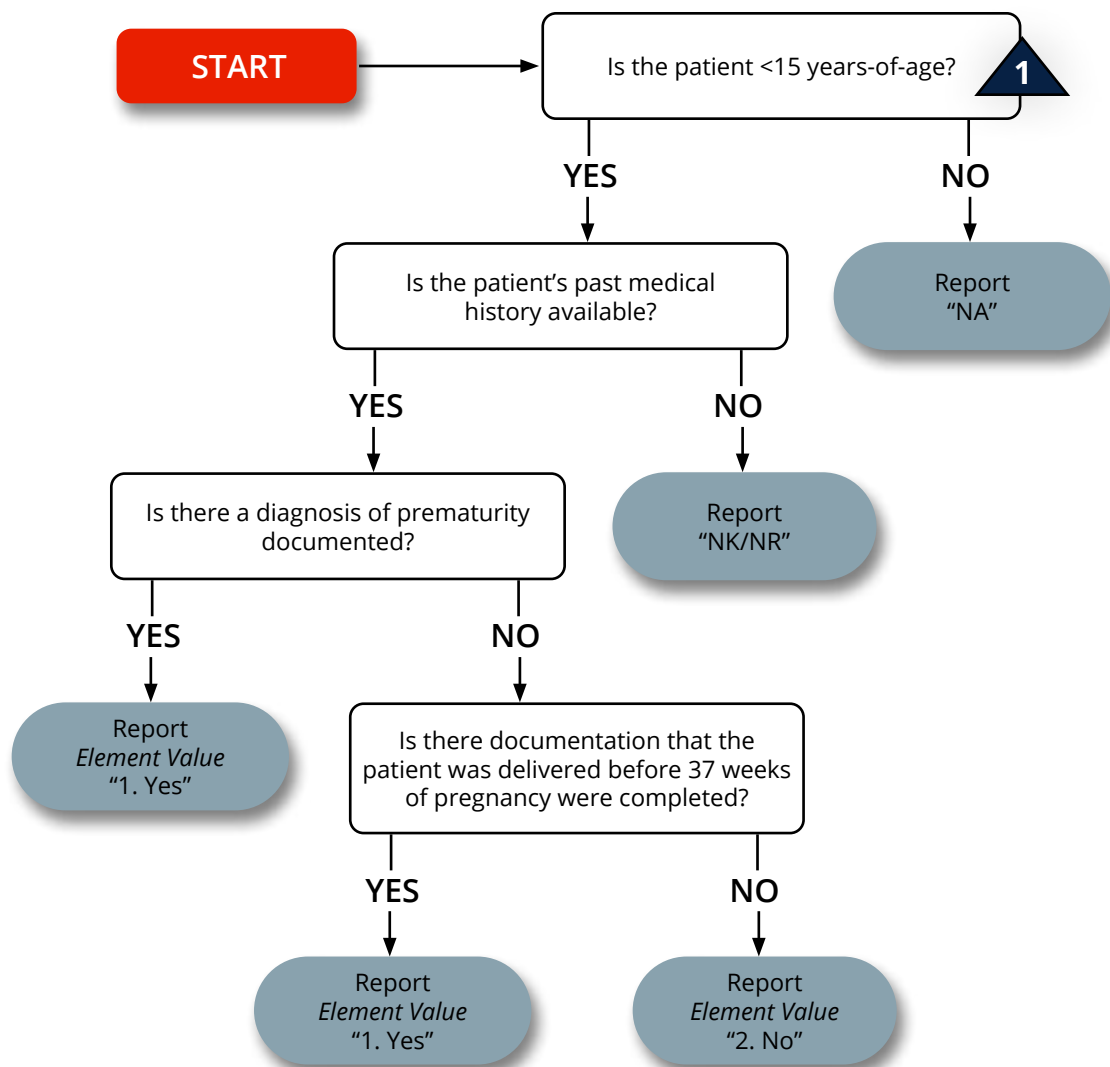 START
Is the patient <15 years-of-age?
1
YES
NO
Is the patient’s past medical
history available?
Report
“NA”
YES
NO
Is there a diagnosis of prematurity
documented?
Report
“NK/NR”
YES
NO
Report
Element Value
“1. Yes”
Is there documentation that the
patient was delivered before 37 weeks
of pregnancy were completed?
YES
NO
Report
Element Value
“1. Yes”
Report
Element Value
“2. No”